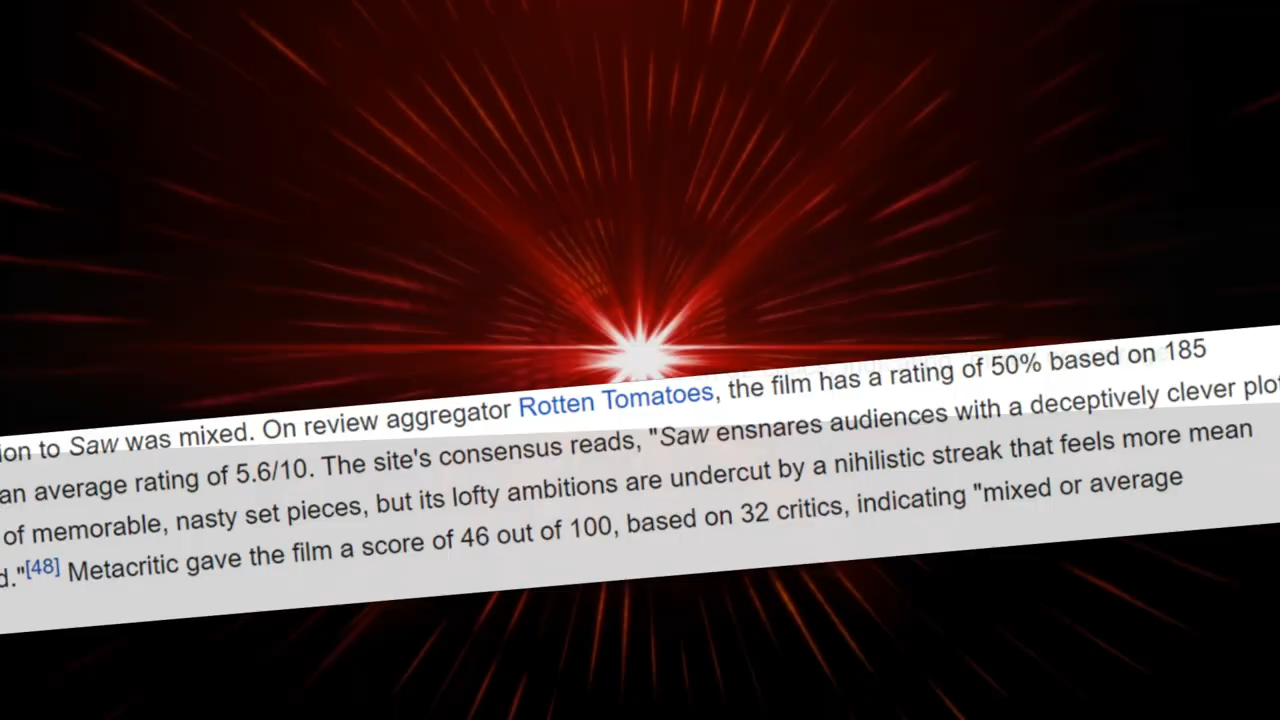 ion to Saw was mixed. On review aggregator Rotten Tomatoes, the film has a rating of 50% based on 185
an average rating of 5.6/10. The site's consensus reads, "Saw ensnares audiences with a deceptively clever plot
of memorable, nasty set pieces, but its lofty ambitions are undercut by a nihilistic streak that feels more mean
d."[48] Metacritic gave the film a score of 46 out of 100, based on 32 critics, indicating "mixed or average